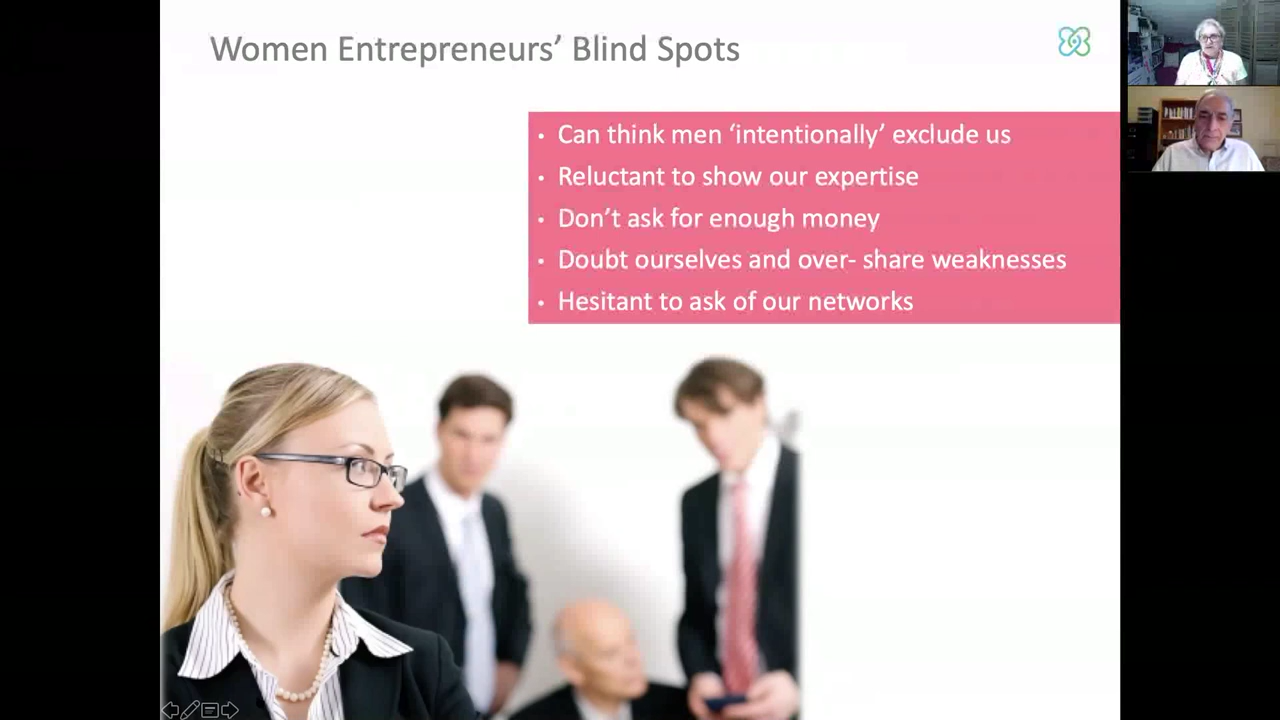 Women Entrepreneurs’ Blind Spots
• Can think men ‘intentionally’ exclude us
• Reluctant to show our expertise
• Don’t ask for enough money
• Doubt ourselves and over- share weaknesses
• Hesitant to ask of our networks